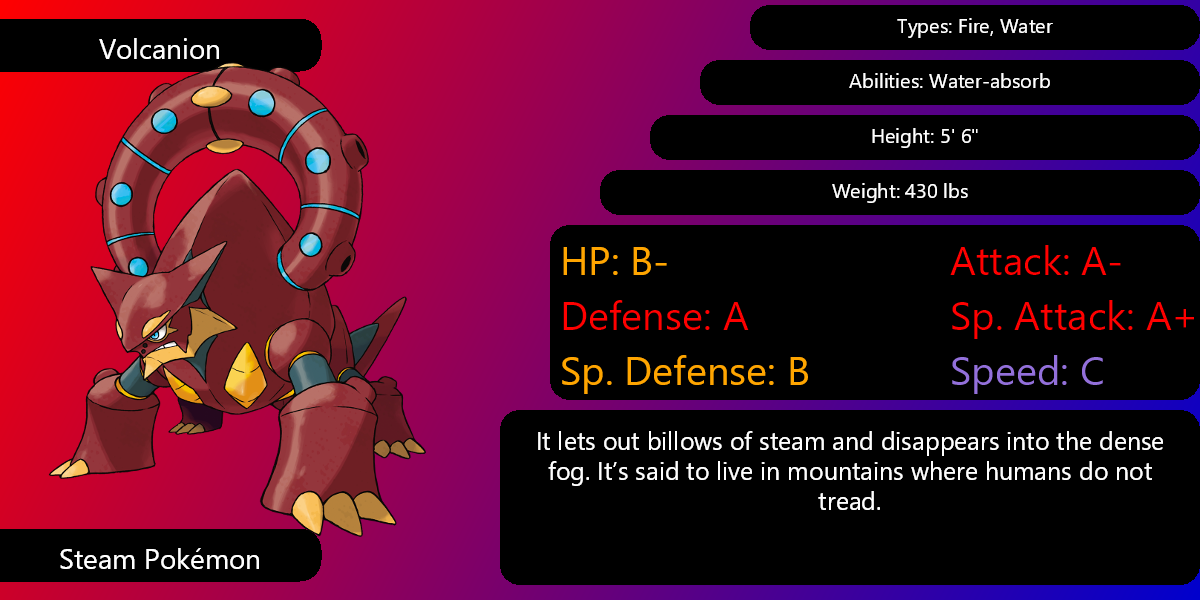 Volcanion
Types: Fire, Water
Abilities: Water-absorb
Height: 5' 6"
Weight: 430 lbs
HP: B-
Attack: A-
Defense: A
Sp. Attack: A+
Sp. Defense: B
Speed: C
It lets out billows of steam and disappears into the dense
fog. It’s said to live in mountains where humans do not
tread.
Steam Pokémon